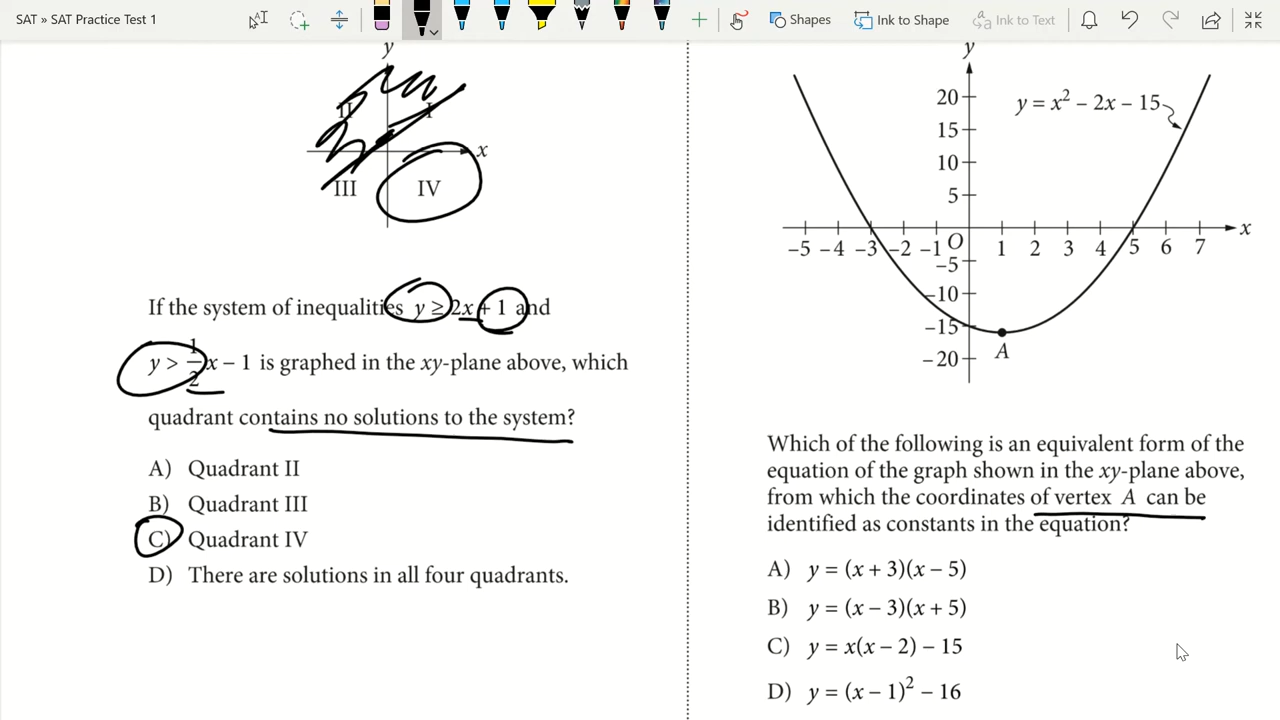 SAT » SAT Practice Test 1
Shapes
Ink to Shape
Ink to Text
y
II
I
x
III
IV
If the system of inequalities y ≥ 2x + 1 and
y > 1/2 x − 1 is graphed in the xy-plane above, which
quadrant contains no solutions to the system?
A) Quadrant II
B) Quadrant III
C) Quadrant IV
D) There are solutions in all four quadrants.
y
20
15
10
5
y = x² − 2x − 15
O
x
−5 −4 −3 −2 −1 1 2 3 4 5 6 7
−5
−10
−15
−20
A
Which of the following is an equivalent form of the
equation of the graph shown in the xy-plane above,
from which the coordinates of vertex A can be
identified as constants in the equation?
A) y = (x + 3)(x − 5)
B) y = (x − 3)(x + 5)
C) y = x(x − 2) − 15
D) y = (x − 1)² − 16